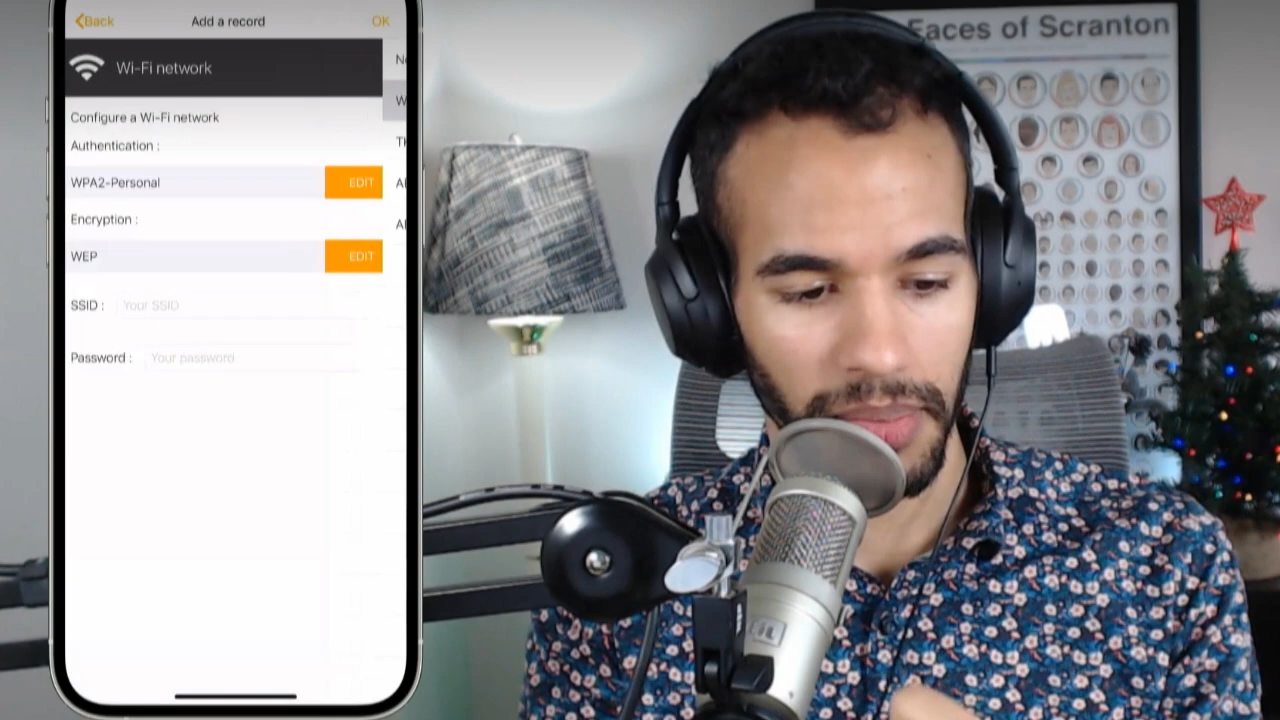 Back
Add a record
OK
Wi-Fi network
Configure a Wi-Fi network
Authentication :
WPA2-Personal
EDIT
Encryption :
WEP
EDIT
SSID :
Your SSID
Password :
Your password
Faces of Scranton